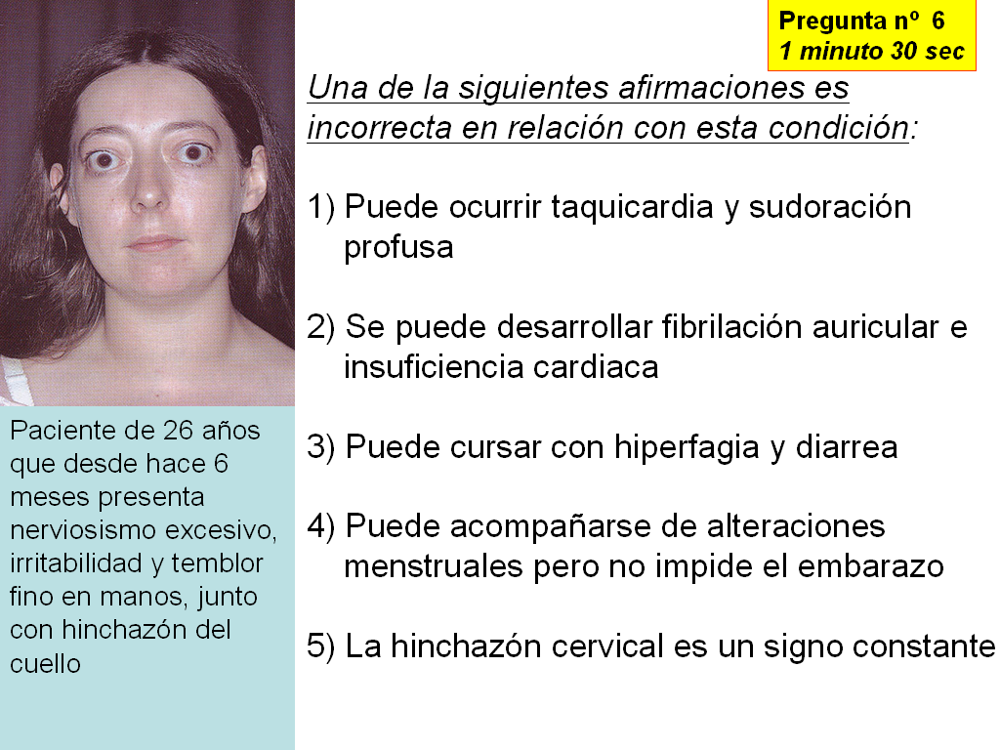 Pregunta nº 6
1 minuto 30 sec
Una de la siguientes afirmaciones es
incorrecta en relación con esta condición:
1) Puede ocurrir taquicardia y sudoración
profusa
2) Se puede desarrollar fibrilación auricular e
insuficiencia cardiaca
3) Puede cursar con hiperfagia y diarrea
4) Puede acompañarse de alteraciones
menstruales pero no impide el embarazo
5) La hinchazón cervical es un signo constante
Paciente de 26 años
que desde hace 6
meses presenta
nerviosismo excesivo,
irritabilidad y temblor
fino en manos, junto
con hinchazón del
cuello